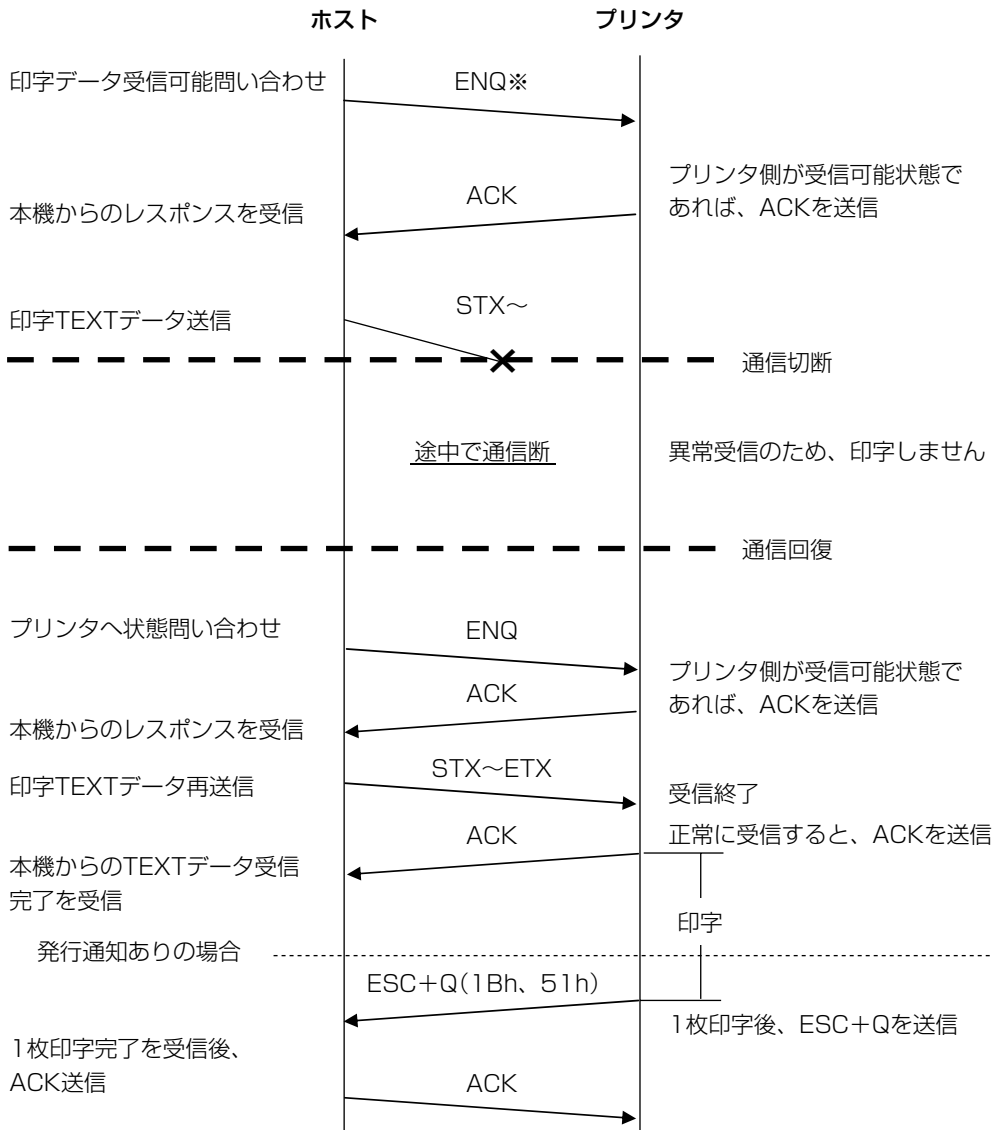 ホスト
プリンタ
印字データ受信可能問い合わせ
ENQ※
プリンタ側が受信可能状態で
あれば、ACKを送信
ACK
本機からのレスポンスを受信
STX～
印字TEXTデータ送信
通信切断
途中で通信断
異常受信のため、印字しません
通信回復
プリンタへ状態問い合わせ
ENQ
プリンタ側が受信可能状態で
あれば、ACKを送信
ACK
本機からのレスポンスを受信
STX～ETX
印字TEXTデータ再送信
受信終了
正常に受信すると、ACKを送信
ACK
本機からのTEXTデータ受信
完了を受信
印字
発行通知ありの場合
ESC＋Q（1Bh、51h）
1枚印字後、ESC＋Qを送信
1枚印字完了を受信後、
ACK送信
ACK